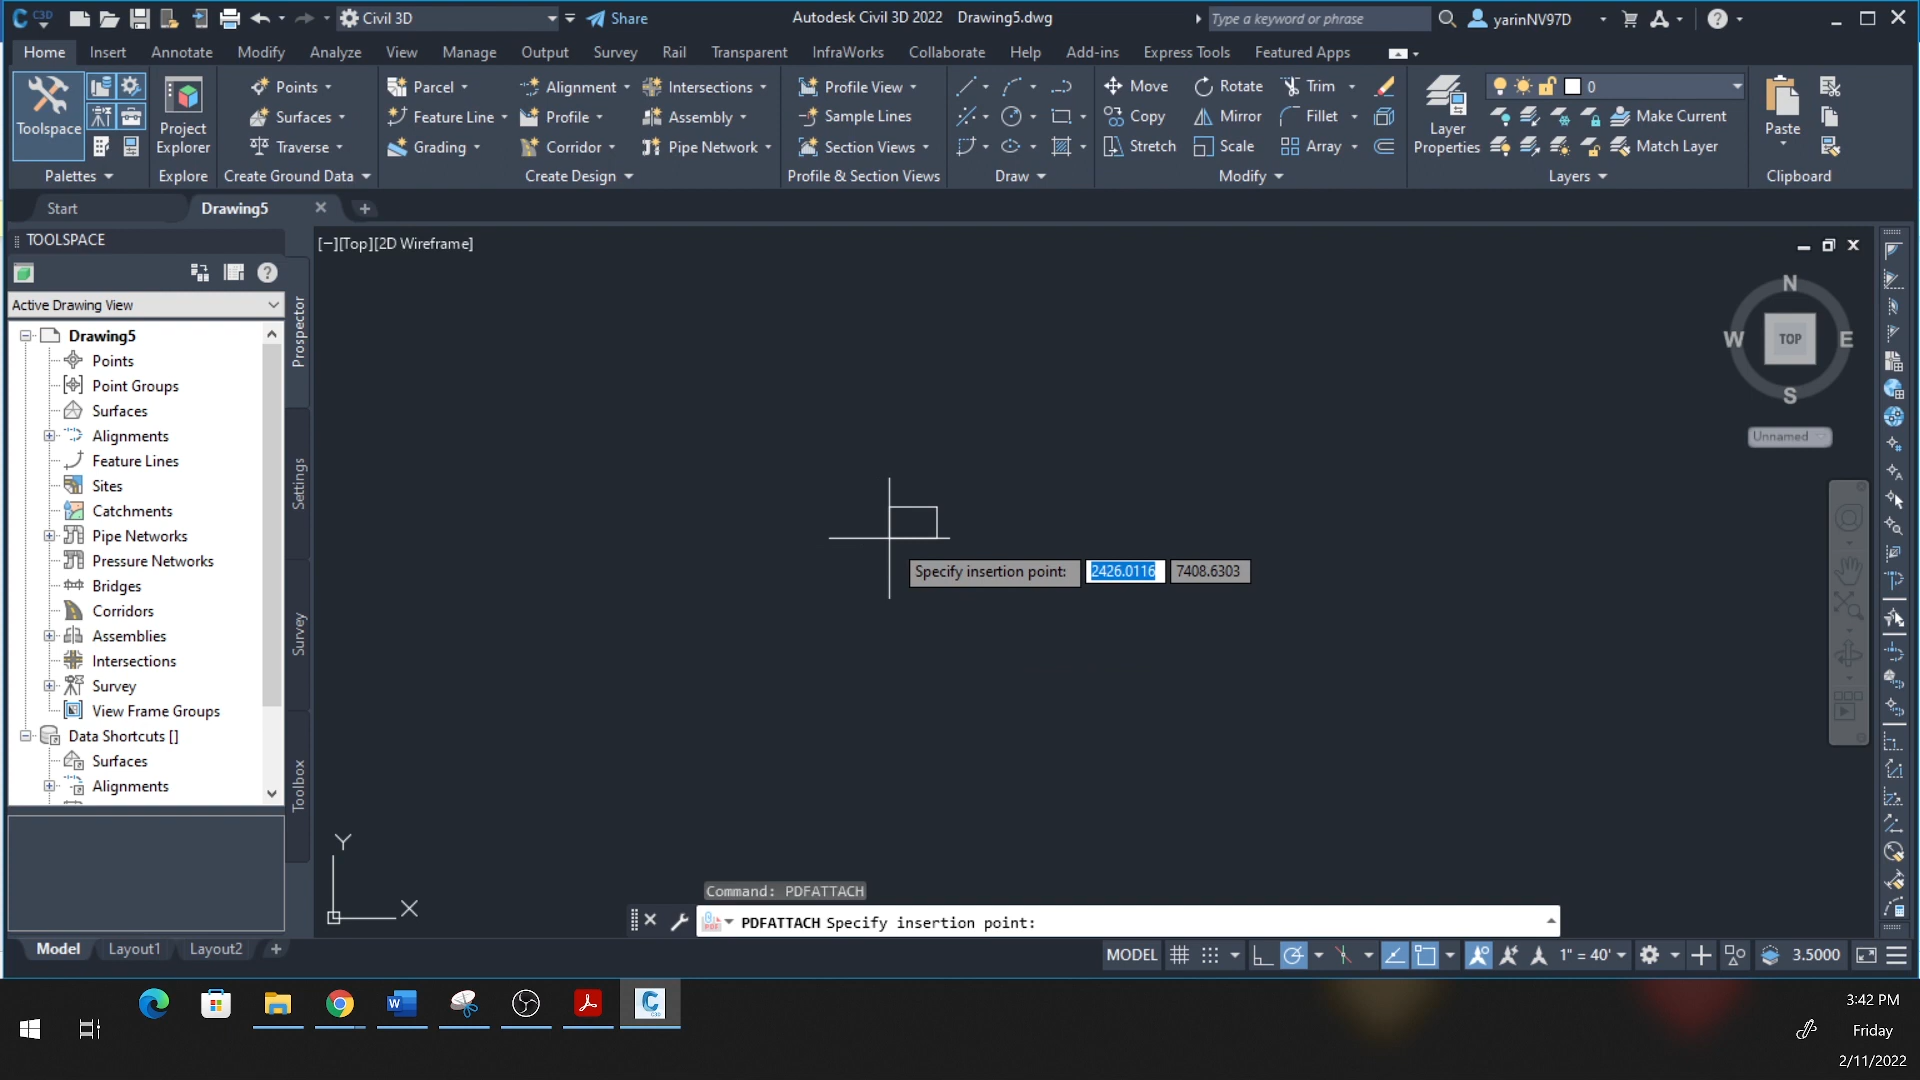 C3D Civil 3D Share Autodesk Civil 3D 2022 Drawing5.dwg Type a keyword or phrase yarinNV97D
Home Insert Annotate Modify Analyze View Manage Output Survey Rail Transparent InfraWorks Collaborate Help Add-ins Express Tools Featured Apps
Points Parcel Alignment Intersections Profile View Move Rotate Trim 0
Toolspace Project Explorer Surfaces Feature Line Profile Assembly Sample Lines Copy Mirror Fillet Layer Properties Make Current Paste
Traverse Grading Corridor Pipe Network Section Views Stretch Scale Array Match Layer
Palettes Explore Create Ground Data Create Design Profile & Section Views Draw Modify Layers Clipboard
Start Drawing5
TOOLSPACE
[−][Top][2D Wireframe]
Active Drawing View
Drawing5
Points
Point Groups
Surfaces
Alignments
Feature Lines
Sites
Catchments
Pipe Networks
Pressure Networks
Bridges
Corridors
Assemblies
Intersections
Survey
View Frame Groups
Data Shortcuts []
Surfaces
Alignments
Prospector
Settings
Survey
Toolbox
N
W TOP E
S
Unnamed
Specify insertion point: 2426.0116 7408.6303
Y
X
Command: PDFATTACH
PDFATTACH Specify insertion point:
Model Layout1 Layout2
MODEL 1" = 40' 3.5000
3:42 PM
Friday
2/11/2022